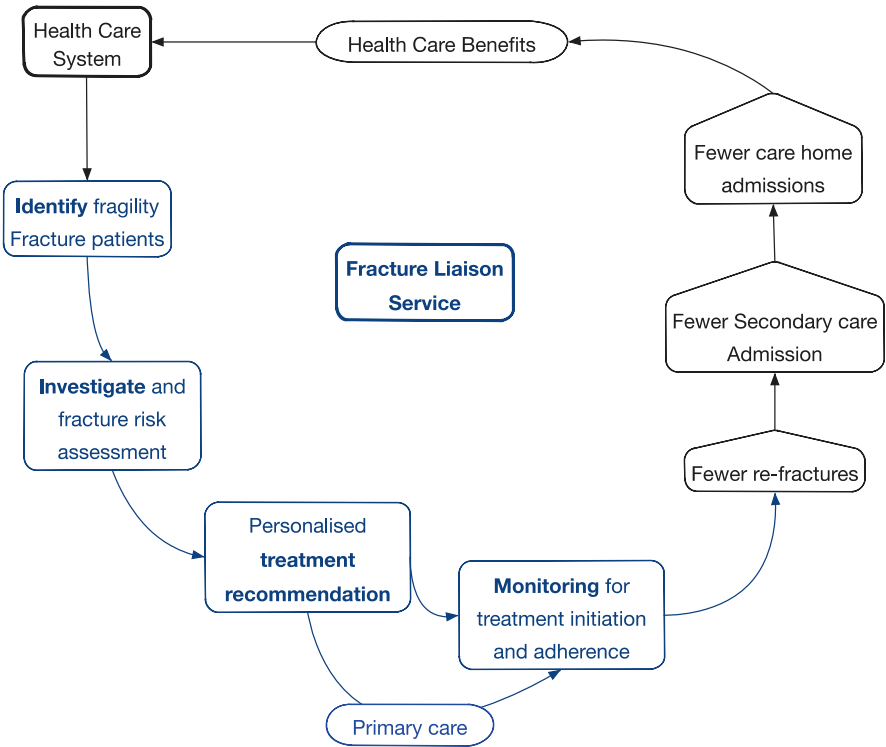 Health Care
System
Health Care Benefits
Fewer care home
admissions
Identify fragility
Fracture patients
Fracture Liaison
Service
Fewer Secondary care
Admission
Investigate and
fracture risk
assessment
Fewer re-fractures
Personalised
treatment
recommendation
Monitoring for
treatment initiation
and adherence
Primary care